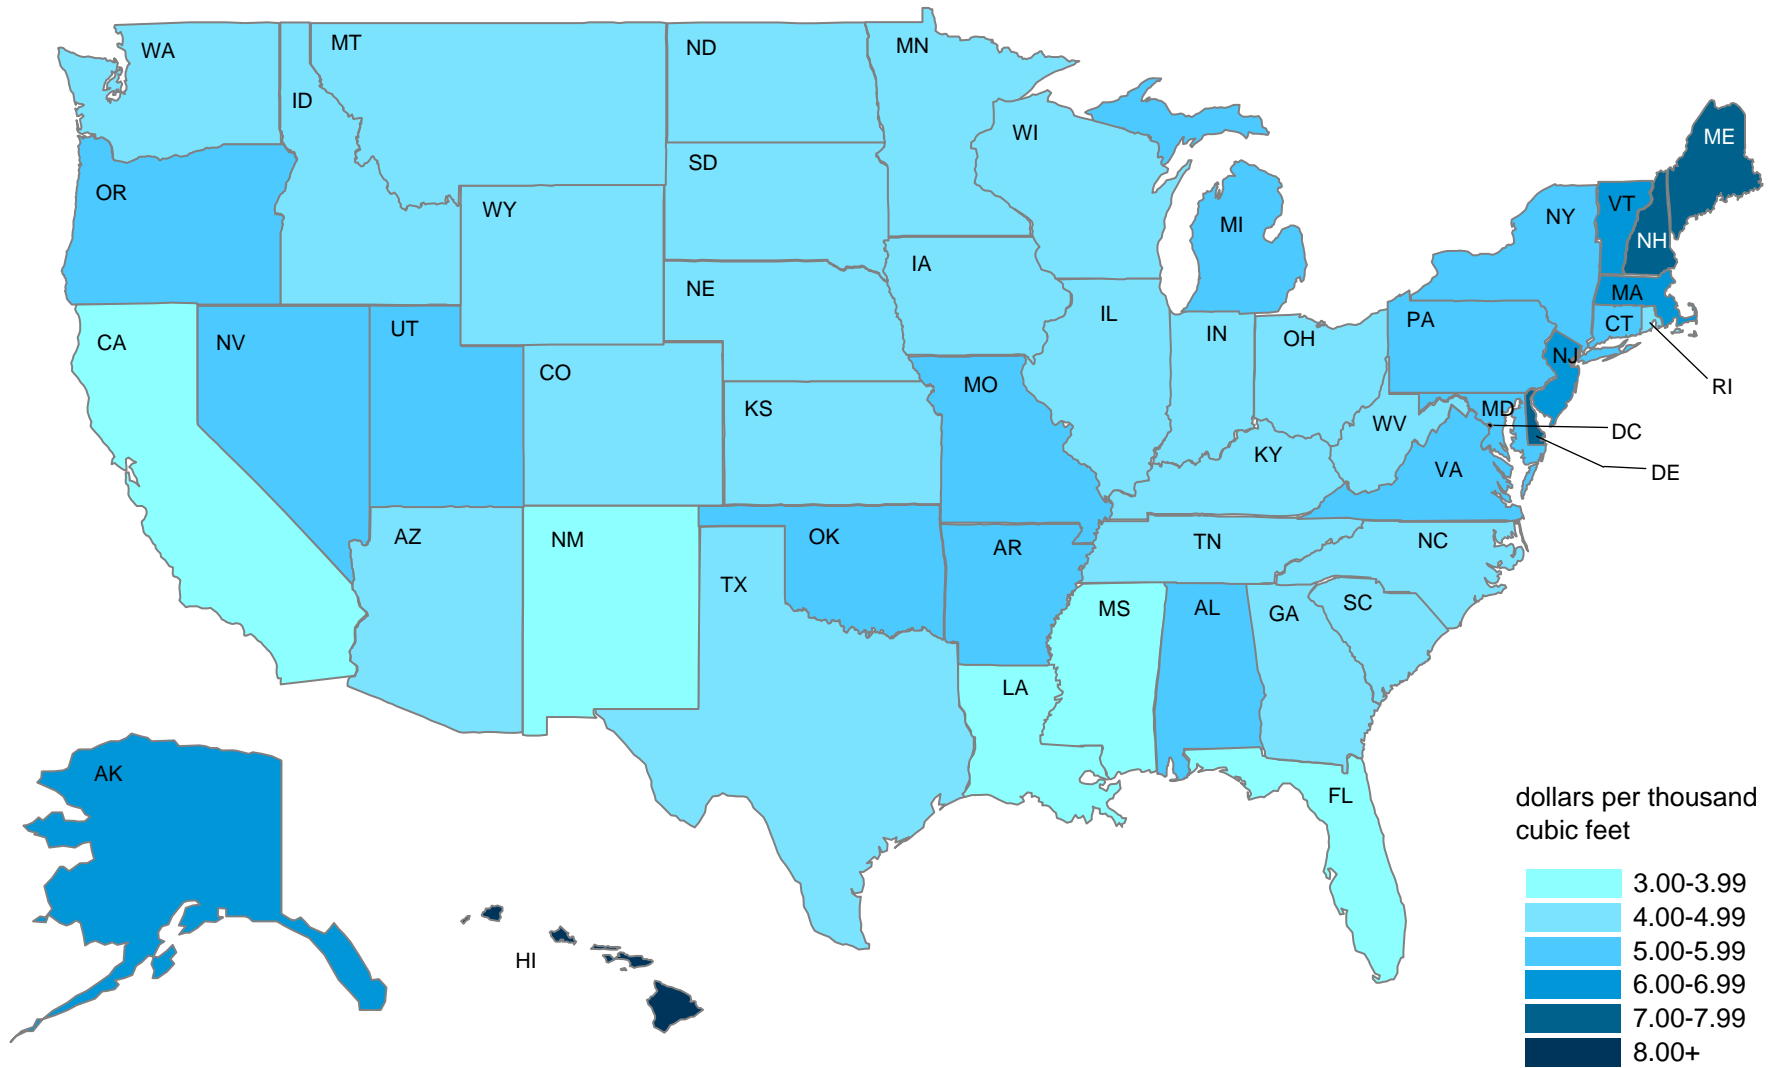 WA
MT
ND
MN
ID
WI
ME
SD
OR
WY
VT
NY
MI
NH
IA
NE
MA
IL
PA
CT
UT
IN
OH
CA
NV
NJ
CO
MO
RI
KS
MD
WV
DC
KY
VA
DE
AZ
NM
OK
AR
TN
NC
TX
MS
AL
GA
SC
LA
AK
FL
HI
dollars per thousand
cubic feet
3.00-3.99
4.00-4.99
5.00-5.99
6.00-6.99
7.00-7.99
8.00+